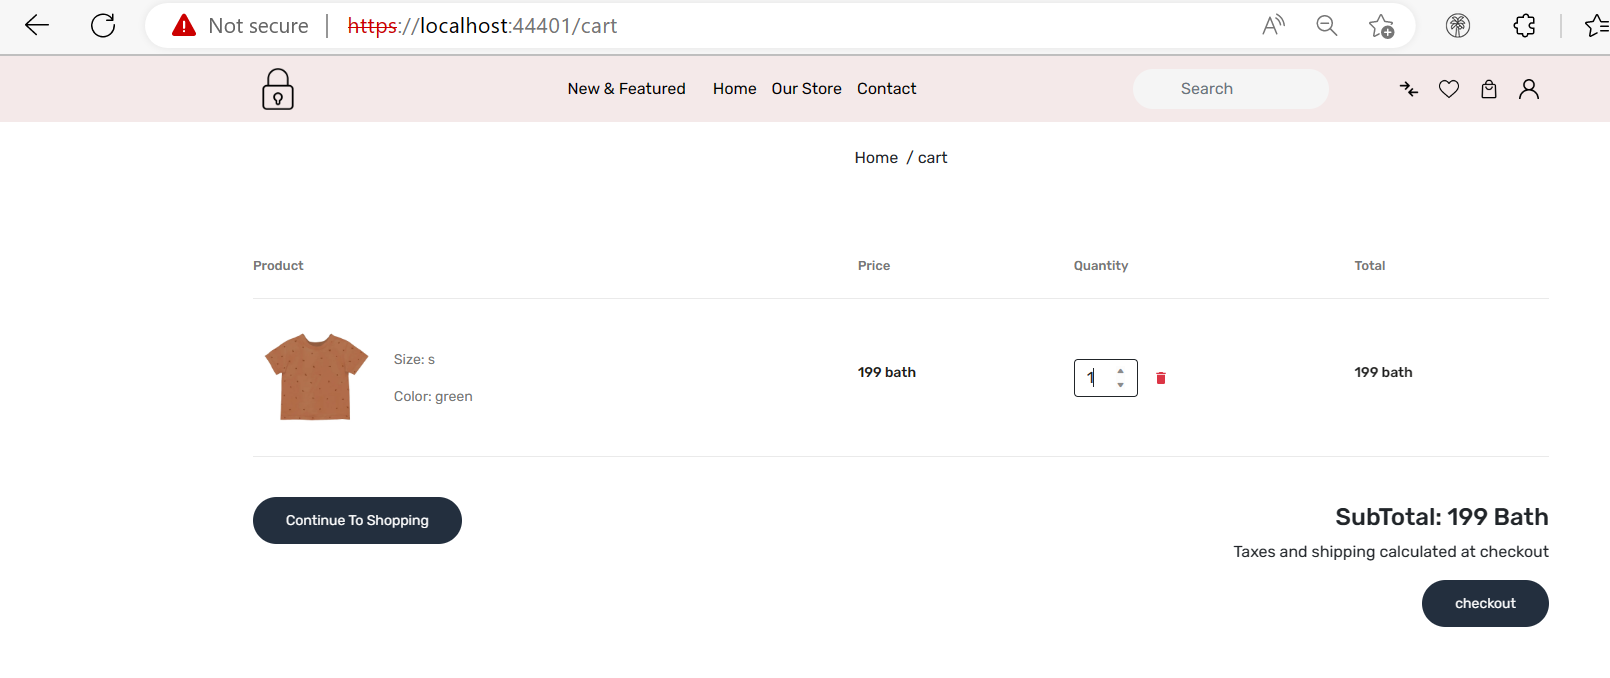 Not secure | https://localhost:44401/cart
New & Featured Home Our Store Contact Search
Home / cart
Product Price Quantity Total
Size: s
Color: green
199 bath 1 199 bath
Continue To Shopping
SubTotal: 199 Bath
Taxes and shipping calculated at checkout
checkout